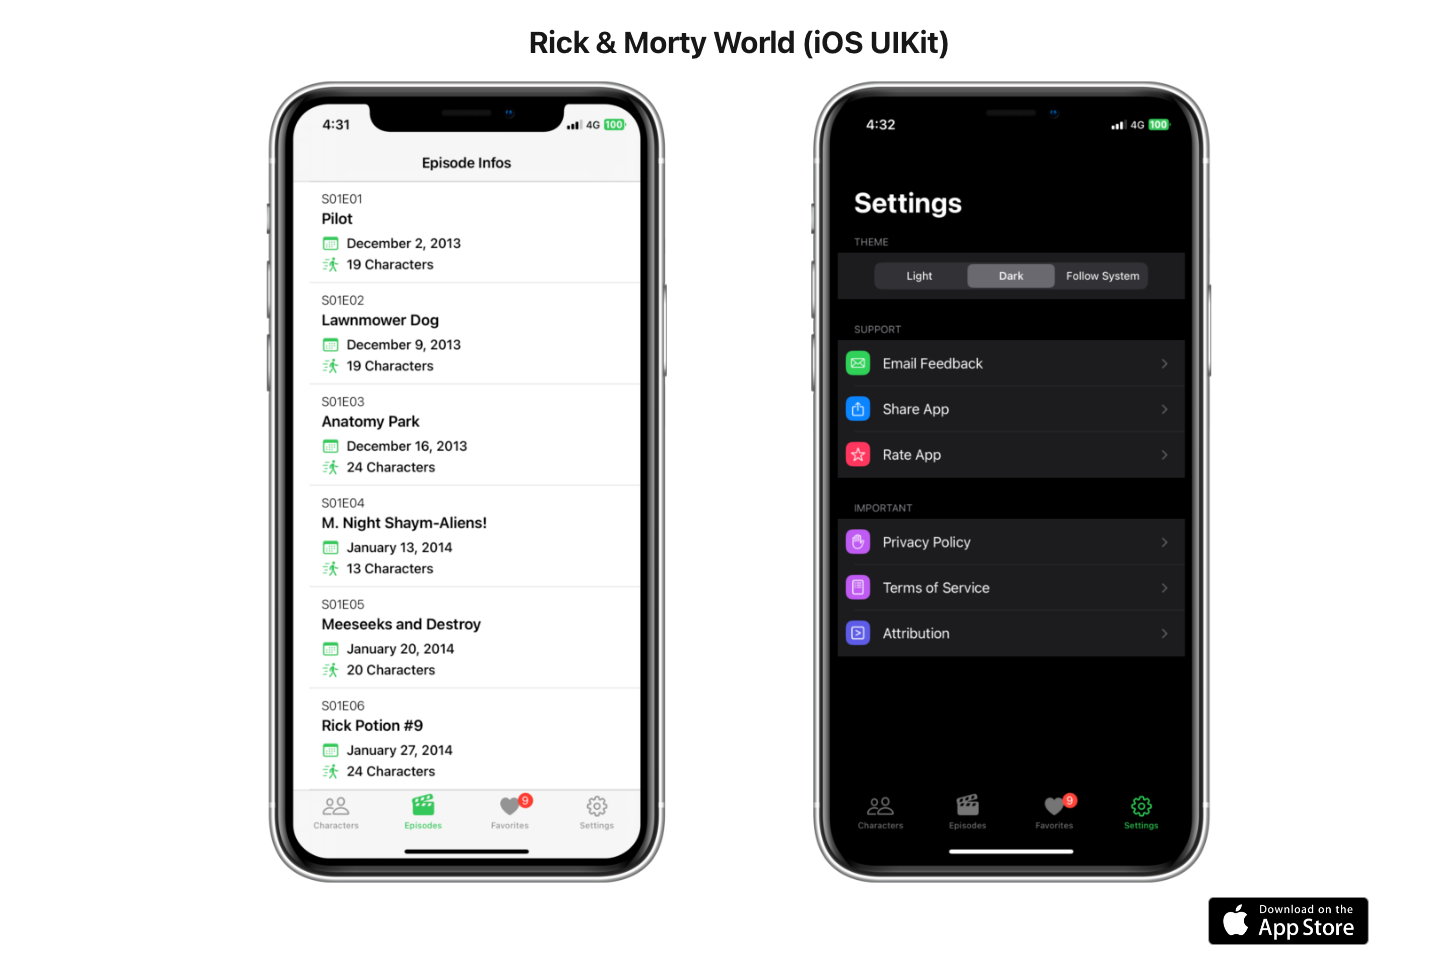 Rick & Morty World (iOS UIKit)
4:31
4G 100
Episode Infos
S01E01
Pilot
December 2, 2013
19 Characters
S01E02
Lawnmower Dog
December 9, 2013
19 Characters
S01E03
Anatomy Park
December 16, 2013
24 Characters
S01E04
M. Night Shaym-Aliens!
January 13, 2014
13 Characters
S01E05
Meeseeks and Destroy
January 20, 2014
20 Characters
S01E06
Rick Potion #9
January 27, 2014
24 Characters
9
Characters Episodes Favorites Settings
4:32
4G 100
Settings
THEME
Light Dark Follow System
SUPPORT
Email Feedback
Share App
Rate App
IMPORTANT
Privacy Policy
Terms of Service
Attribution
9
Characters Episodes Favorites Settings
Download on the
App Store